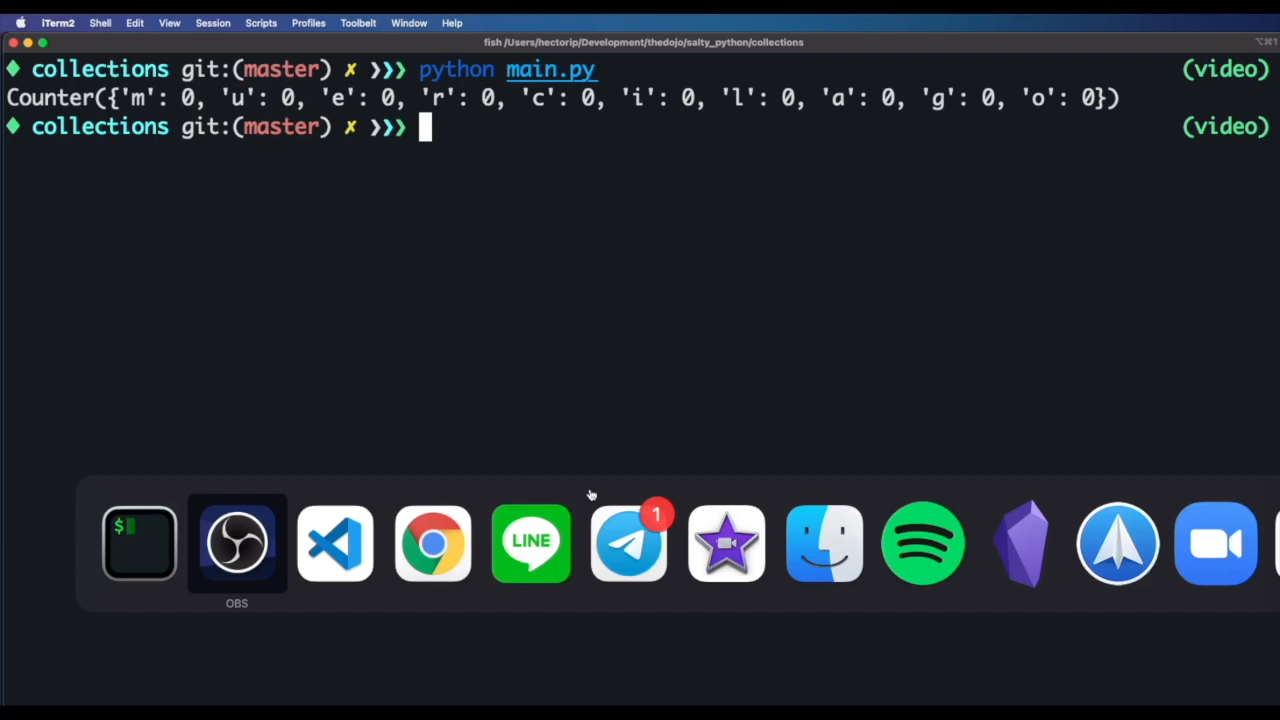 iTerm2 Shell Edit View Session Scripts Profiles Toolbelt Window Help
fish /Users/hectorip/Development/thedojo/salty_python/collections ⌥⌘1
♦ collections git:(master) ✗ ❯❯❯ python main.py (video)
Counter({'m': 0, 'u': 0, 'e': 0, 'r': 0, 'c': 0, 'i': 0, 'l': 0, 'a': 0, 'g': 0, 'o': 0})
♦ collections git:(master) ✗ ❯❯❯ (video)
$
LINE
1
OBS